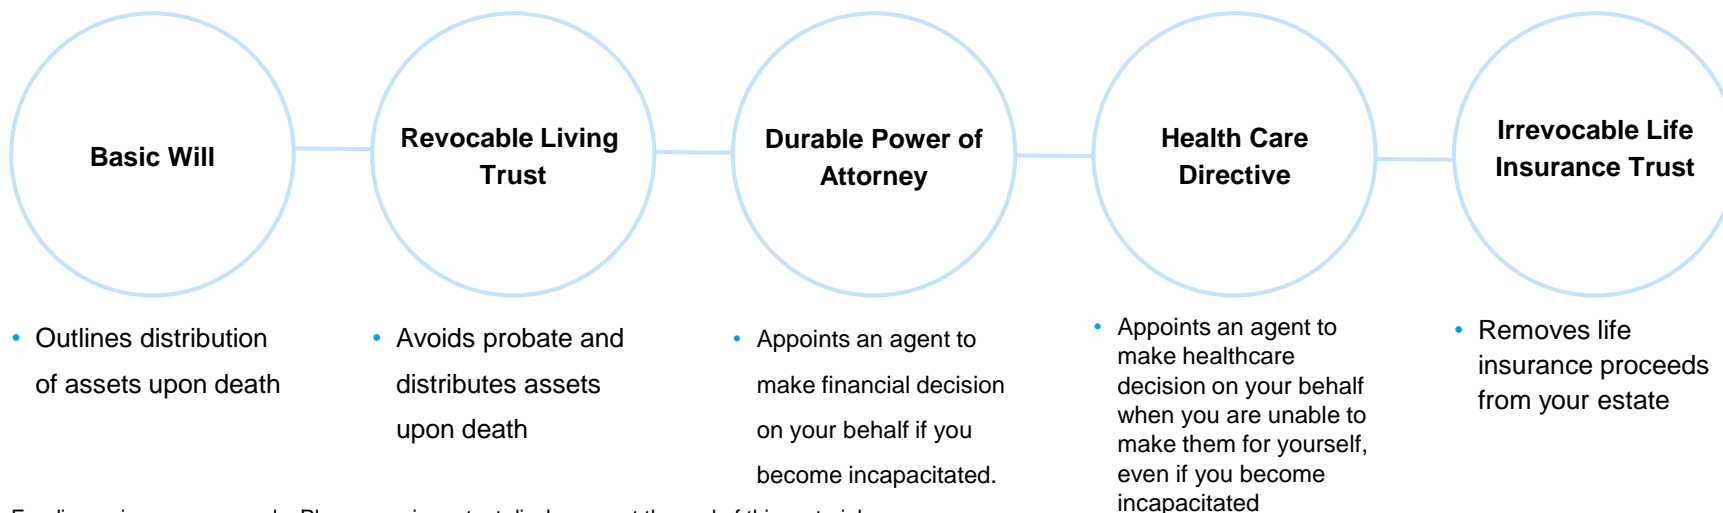 Basic Will
Revocable Living
Trust
Durable Power of
Attorney
Health Care
Directive
Irrevocable Life
Insurance Trust
• Outlines distribution
of assets upon death
• Avoids probate and
distributes assets
upon death
• Appoints an agent to
make financial decision
on your behalf if you
become incapacitated.
• Appoints an agent to
make healthcare
decision on your behalf
when you are unable to
make them for yourself,
even if you become
incapacitated
• Removes life
insurance proceeds
from your estate